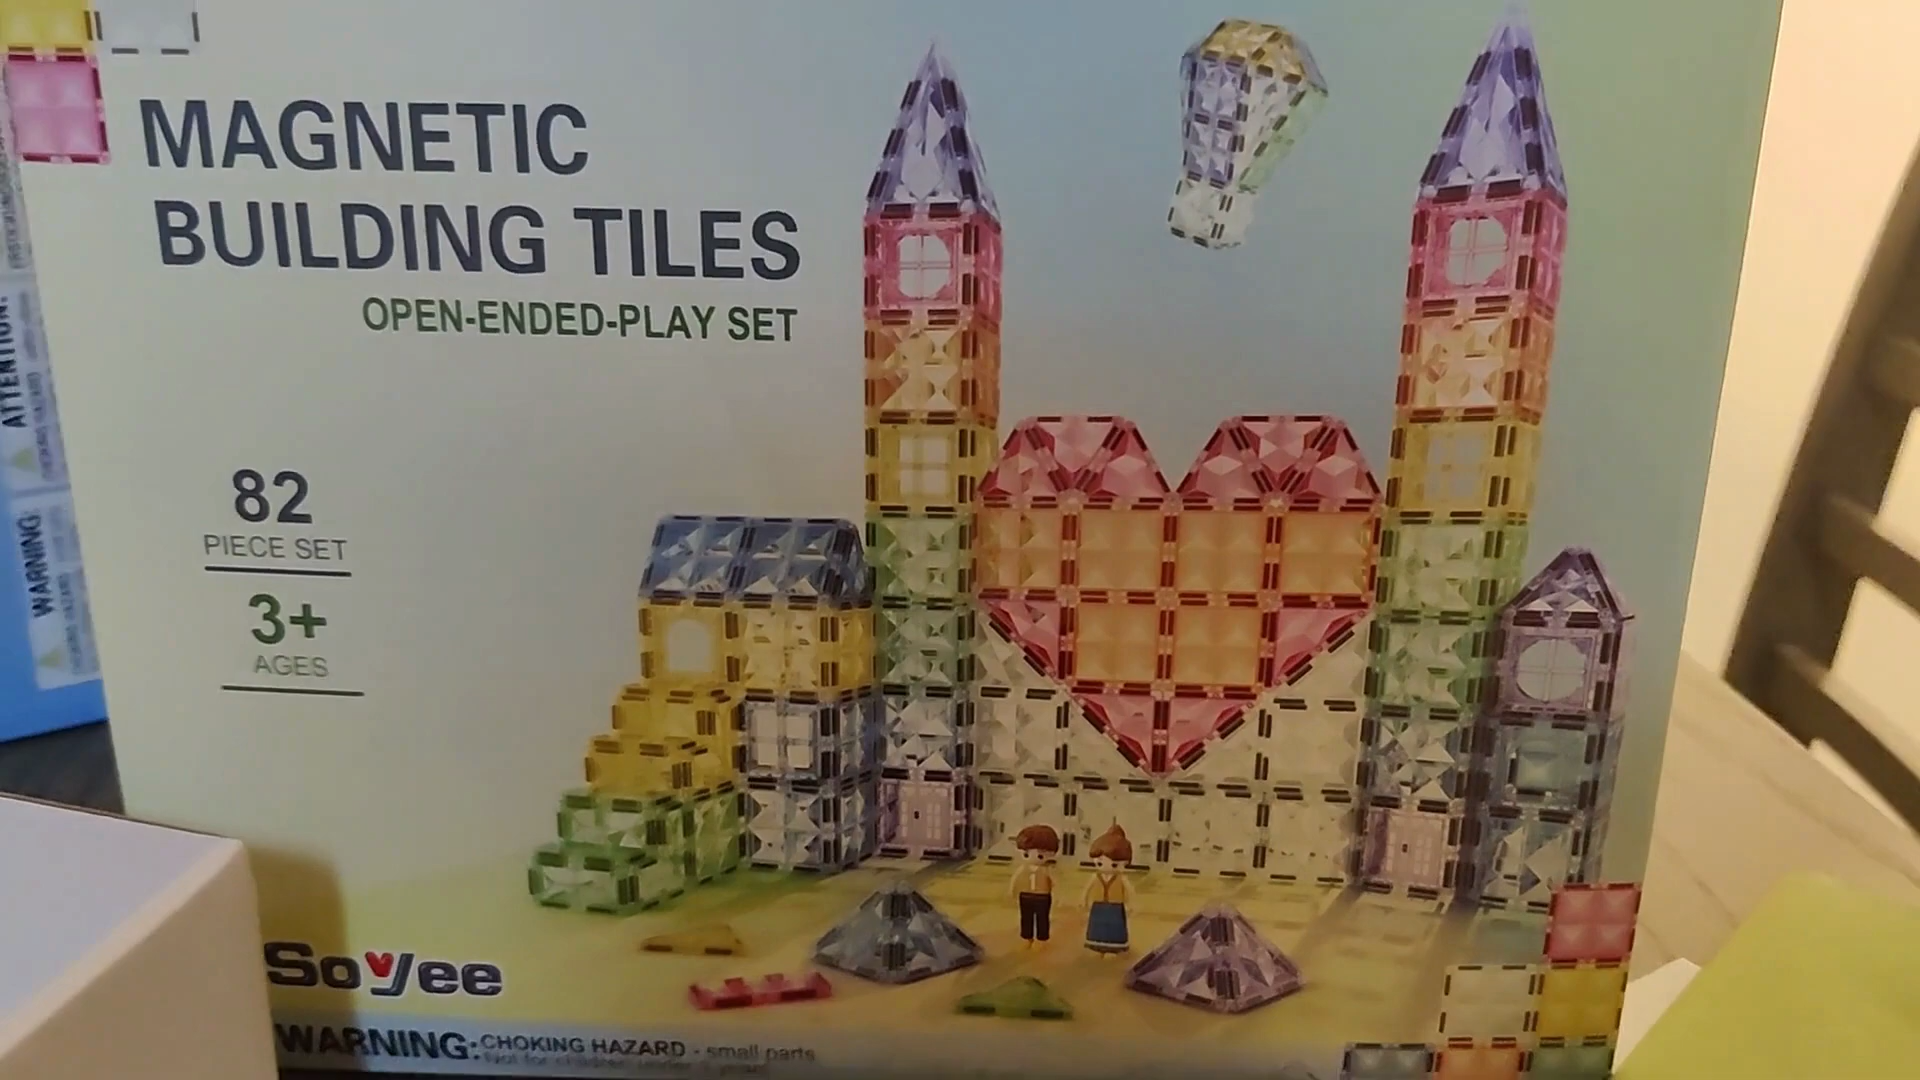 MAGNETIC
BUILDING TILES
OPEN-ENDED-PLAY SET
82
PIECE SET
3+
AGES
Soyee
WARNING: CHOKING HAZARD - small parts
ATTENTION:
WARNING: